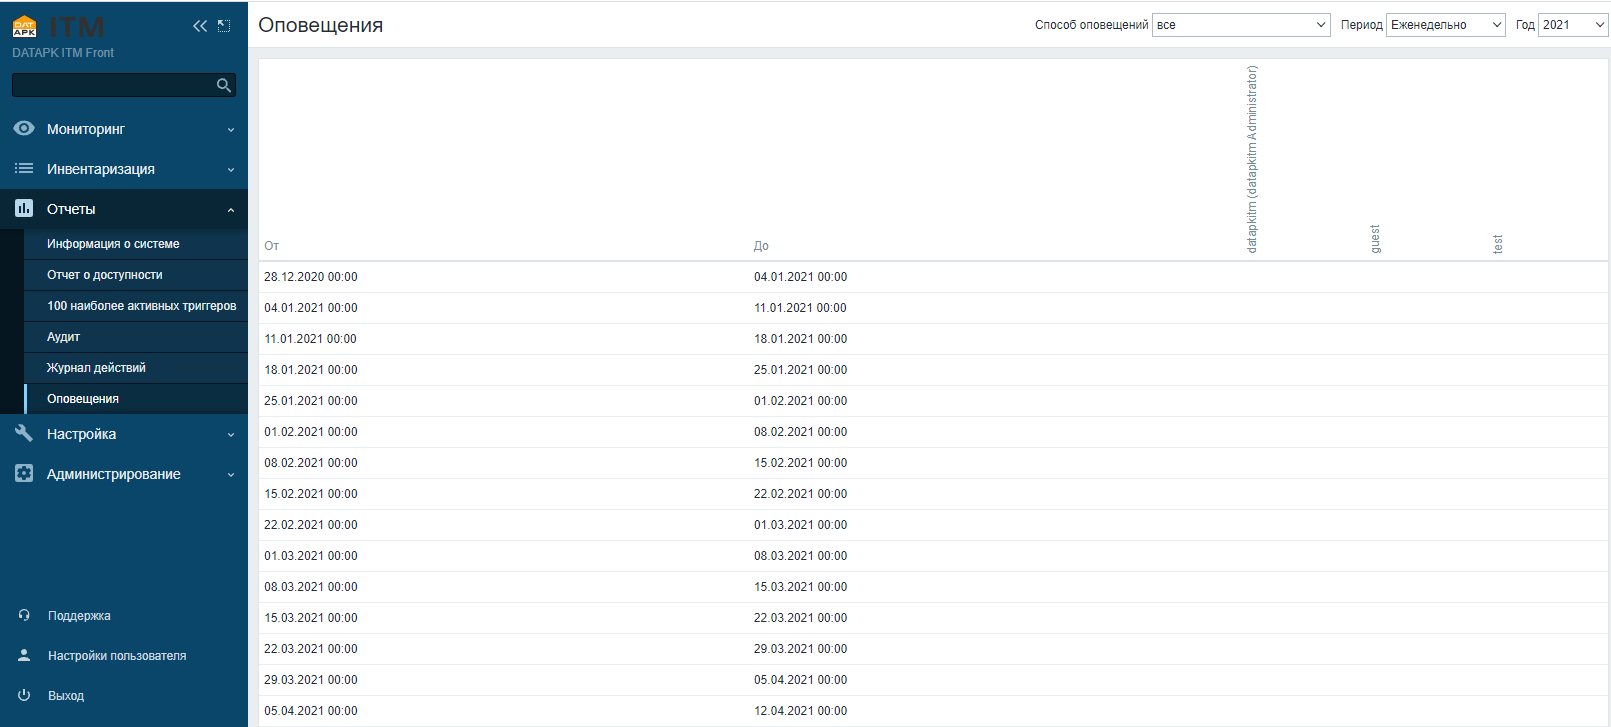 DAT
APK
ITM
DATAPK ITM Front
Мониторинг
Инвентаризация
Отчеты
Информация о системе
Отчет о доступности
100 наиболее активных триггеров
Аудит
Журнал действий
Оповещения
Настройка
Администрирование
Поддержка
Настройки пользователя
Выход
Оповещения
Способ оповещений все Период Еженедельно Год 2021
От До datapkitm (datapkitm Administrator) guest test
28.12.2020 00:00 04.01.2021 00:00
04.01.2021 00:00 11.01.2021 00:00
11.01.2021 00:00 18.01.2021 00:00
18.01.2021 00:00 25.01.2021 00:00
25.01.2021 00:00 01.02.2021 00:00
01.02.2021 00:00 08.02.2021 00:00
08.02.2021 00:00 15.02.2021 00:00
15.02.2021 00:00 22.02.2021 00:00
22.02.2021 00:00 01.03.2021 00:00
01.03.2021 00:00 08.03.2021 00:00
08.03.2021 00:00 15.03.2021 00:00
15.03.2021 00:00 22.03.2021 00:00
22.03.2021 00:00 29.03.2021 00:00
29.03.2021 00:00 05.04.2021 00:00
05.04.2021 00:00 12.04.2021 00:00